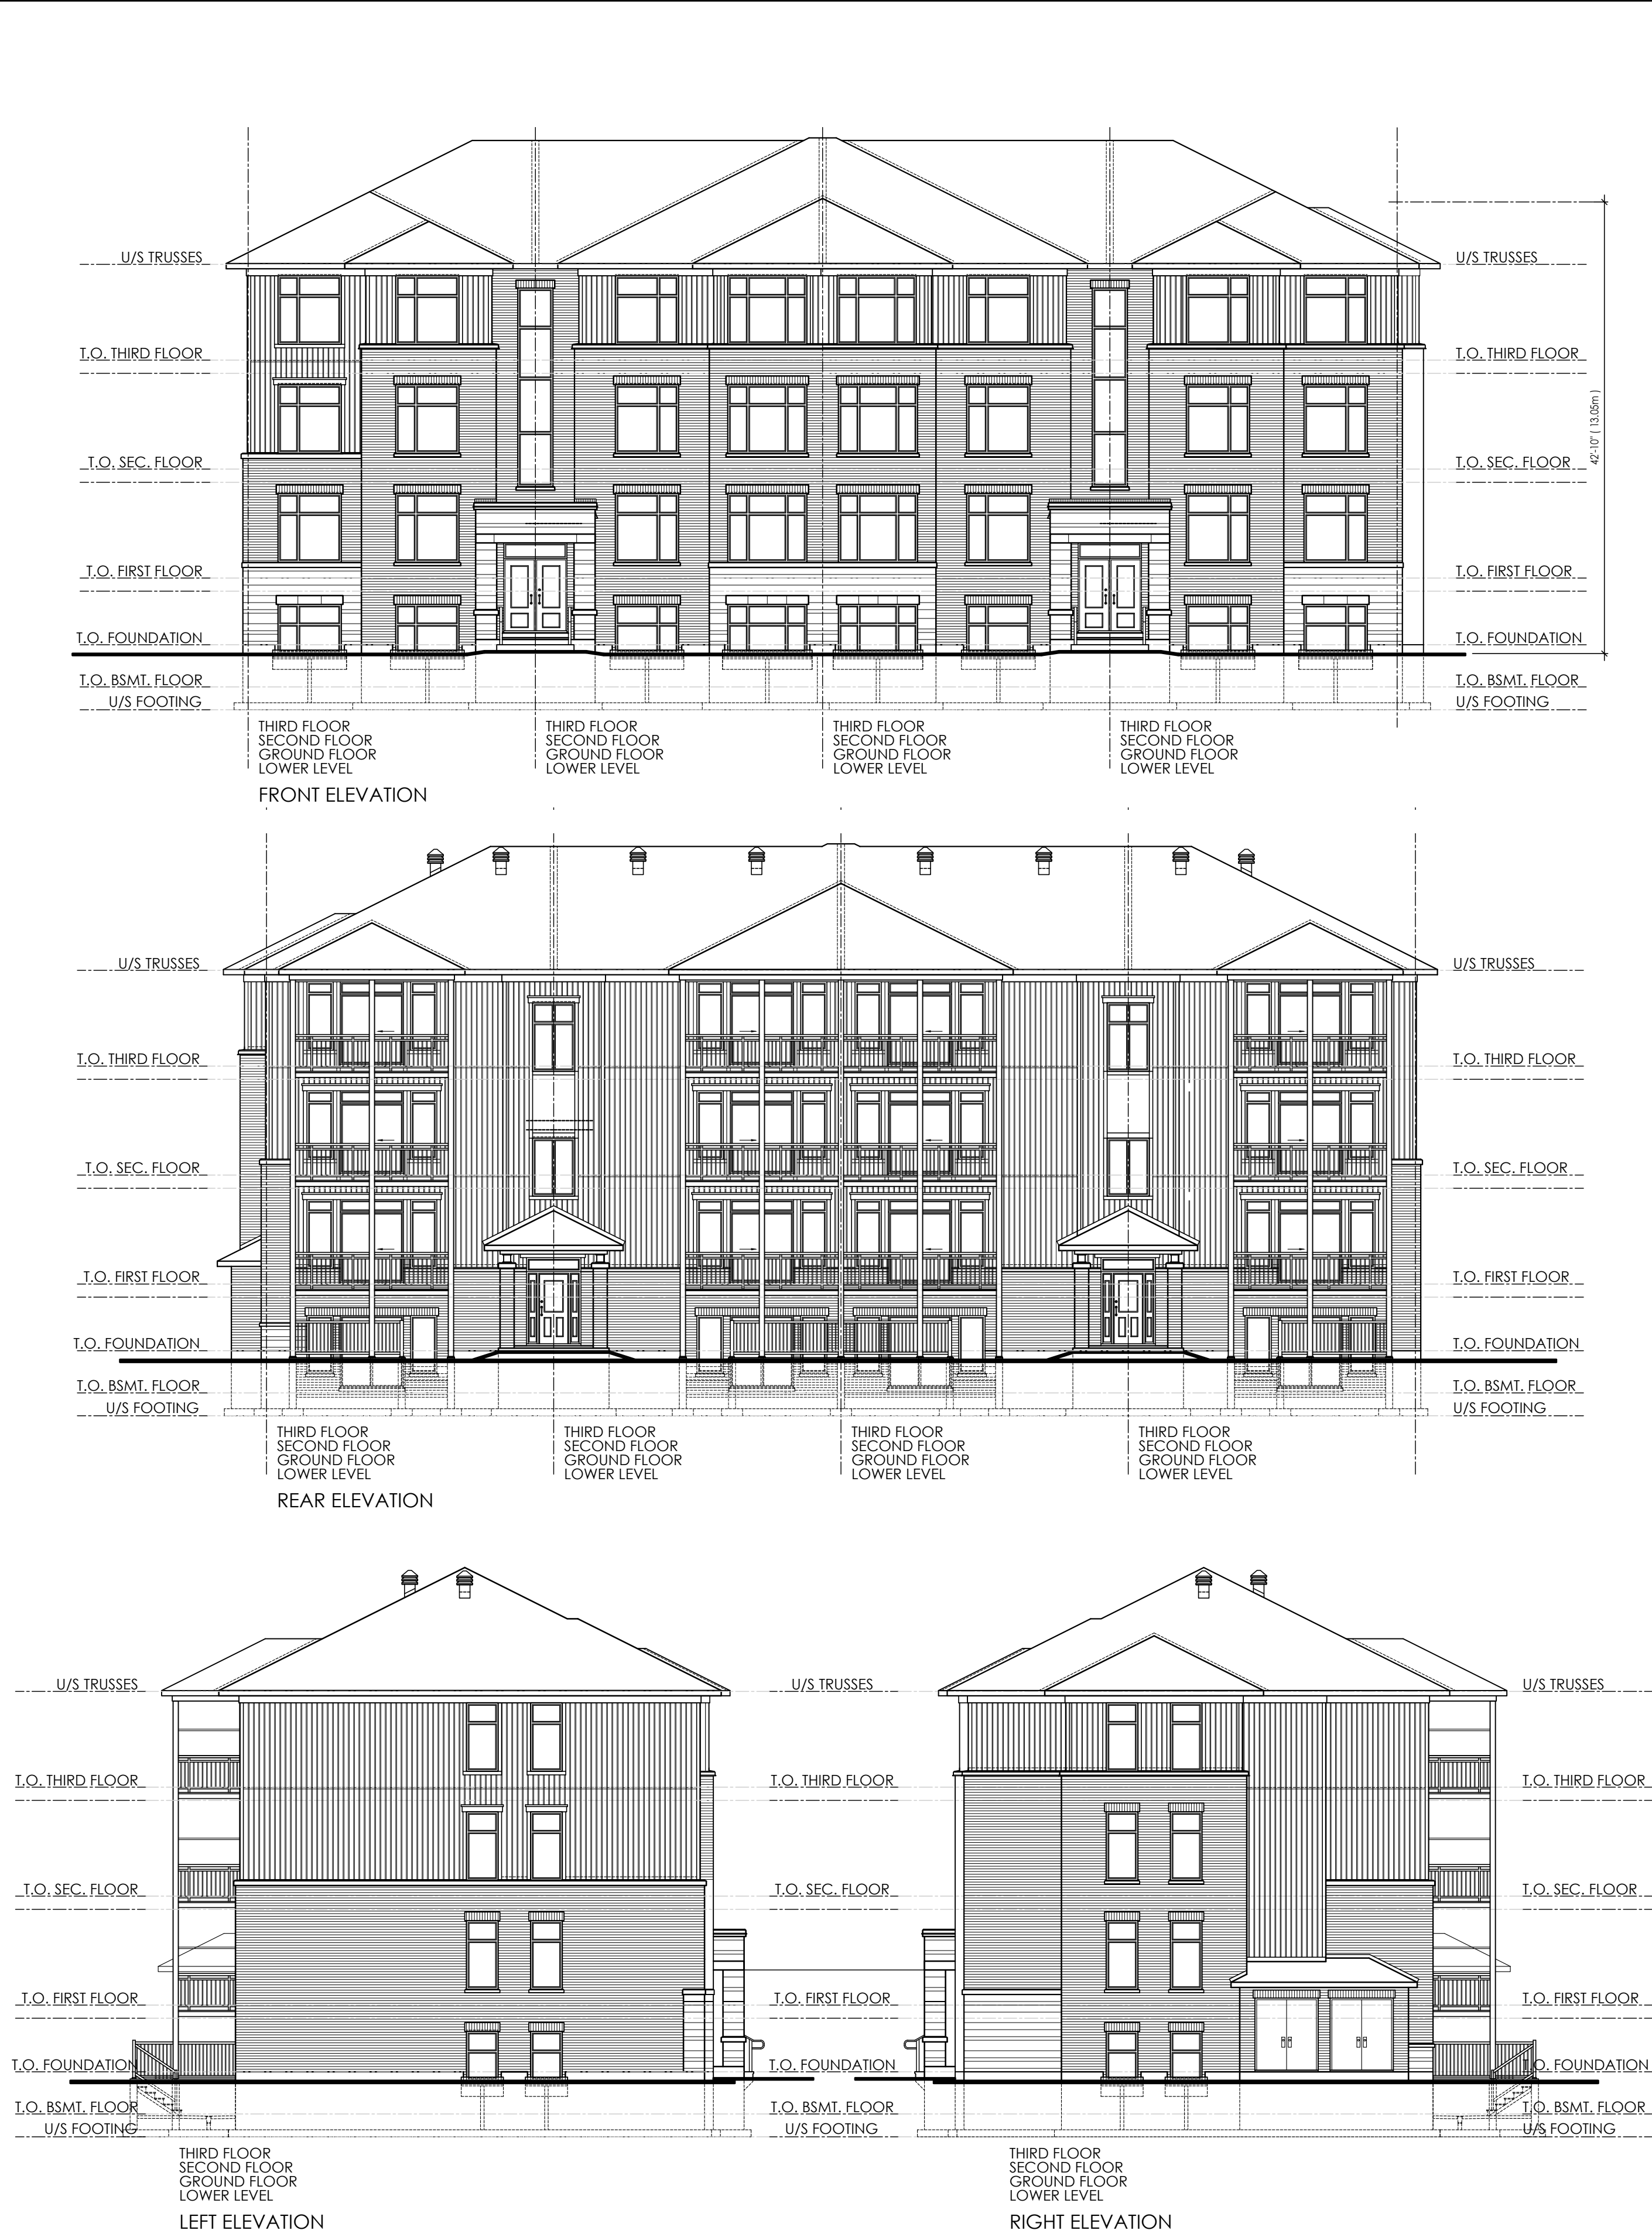 U/S TRUSSES
U/S TRUSSES
T.O. THIRD FLOOR
T.O. THIRD FLOOR
42'-10" ( 13.05m )
T.O. SEC. FLOOR
T.O. SEC. FLOOR
T.O. FIRST FLOOR
T.O. FIRST FLOOR
T.O. FOUNDATION
T.O. FOUNDATION
T.O. BSMT. FLOOR
T.O. BSMT. FLOOR
U/S FOOTING
U/S FOOTING
THIRD FLOOR
SECOND FLOOR
GROUND FLOOR
LOWER LEVEL
THIRD FLOOR
SECOND FLOOR
GROUND FLOOR
LOWER LEVEL
THIRD FLOOR
SECOND FLOOR
GROUND FLOOR
LOWER LEVEL
THIRD FLOOR
SECOND FLOOR
GROUND FLOOR
LOWER LEVEL
FRONT ELEVATION
U/S TRUSSES
U/S TRUSSES
T.O. THIRD FLOOR
T.O. THIRD FLOOR
T.O. SEC. FLOOR
T.O. SEC. FLOOR
T.O. FIRST FLOOR
T.O. FIRST FLOOR
T.O. FOUNDATION
T.O. FOUNDATION
T.O. BSMT. FLOOR
T.O. BSMT. FLOOR
U/S FOOTING
U/S FOOTING
THIRD FLOOR
SECOND FLOOR
GROUND FLOOR
LOWER LEVEL
THIRD FLOOR
SECOND FLOOR
GROUND FLOOR
LOWER LEVEL
THIRD FLOOR
SECOND FLOOR
GROUND FLOOR
LOWER LEVEL
THIRD FLOOR
SECOND FLOOR
GROUND FLOOR
LOWER LEVEL
REAR ELEVATION
U/S TRUSSES
U/S TRUSSES
U/S TRUSSES
T.O. THIRD FLOOR
T.O. THIRD FLOOR
T.O. THIRD FLOOR
T.O. SEC. FLOOR
T.O. SEC. FLOOR
T.O. SEC. FLOOR
T.O. FIRST FLOOR
T.O. FIRST FLOOR
T.O. FIRST FLOOR
T.O. FOUNDATION
T.O. FOUNDATION
T.O. FOUNDATION
T.O. BSMT. FLOOR
T.O. BSMT. FLOOR
T.O. BSMT. FLOOR
U/S FOOTING
U/S FOOTING
U/S FOOTING
THIRD FLOOR
SECOND FLOOR
GROUND FLOOR
LOWER LEVEL
LEFT ELEVATION
THIRD FLOOR
SECOND FLOOR
GROUND FLOOR
LOWER LEVEL
RIGHT ELEVATION